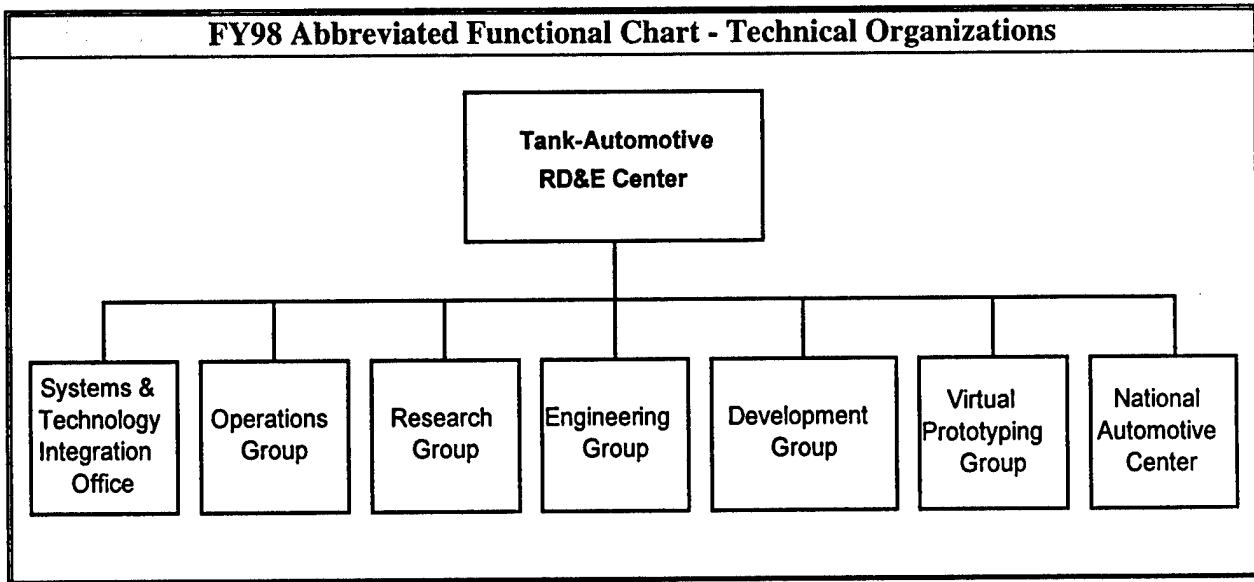 FY98 Abbreviated Functional Chart - Technical Organizations
Tank-Automotive
RD&E Center
Systems &
Technology
Integration
Office
Operations
Group
Research
Group
Engineering
Group
Development
Group
Virtual
Prototyping
Group
National
Automotive
Center